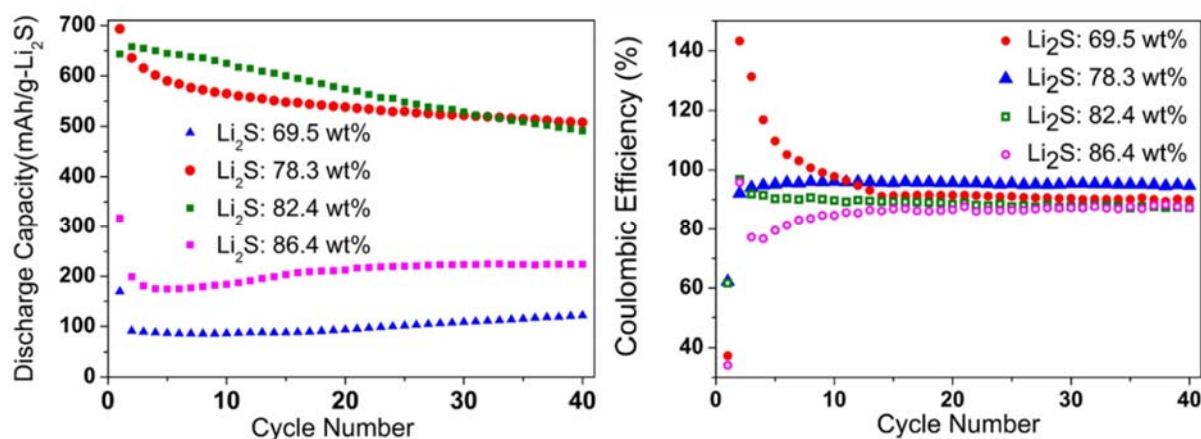 Discharge Capacity(mAh/g-Li₂S)
700
600
500
400
300
200
100
0
Li₂S: 69.5 wt%
Li₂S: 78.3 wt%
Li₂S: 82.4 wt%
Li₂S: 86.4 wt%
0 10 20 30 40
Cycle Number
Coulombic Efficiency (%)
140
120
100
80
60
40
Li₂S: 69.5 wt%
Li₂S: 78.3 wt%
Li₂S: 82.4 wt%
Li₂S: 86.4 wt%
0 10 20 30 40
Cycle Number